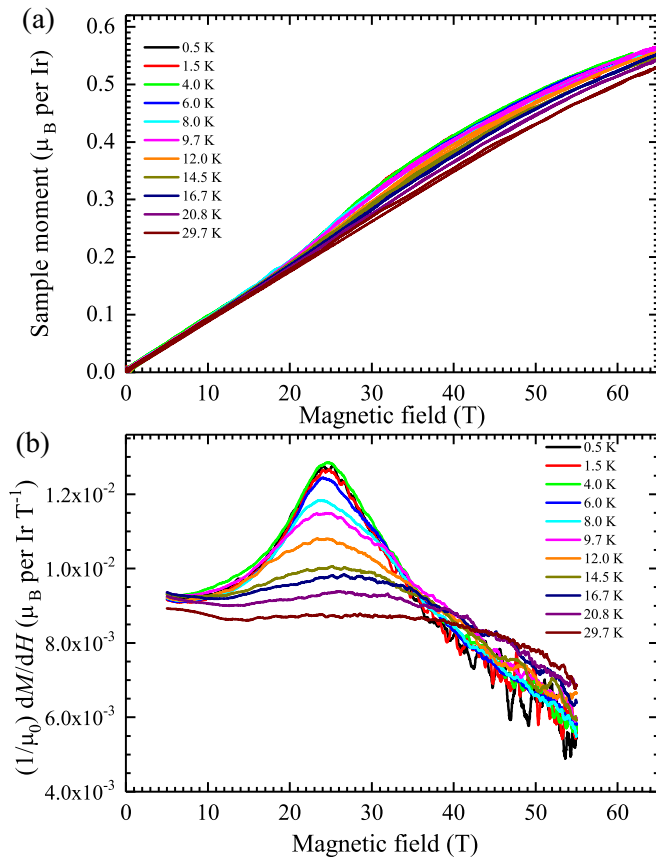 (a)
0.6
0.5
0.4
0.3
0.2
0.1
0.0
Sample moment (μB per Ir)
0.5 K
1.5 K
4.0 K
6.0 K
8.0 K
9.7 K
12.0 K
14.5 K
16.7 K
20.8 K
29.7 K
0 10 20 30 40 50 60
Magnetic field (T)
(b)
1.2x10⁻²
1.0x10⁻²
8.0x10⁻³
6.0x10⁻³
4.0x10⁻³
(1/μ₀) dM/dH (μB per Ir T⁻¹)
0.5 K
1.5 K
4.0 K
6.0 K
8.0 K
9.7 K
12.0 K
14.5 K
16.7 K
20.8 K
29.7 K
0 10 20 30 40 50 60
Magnetic field (T)